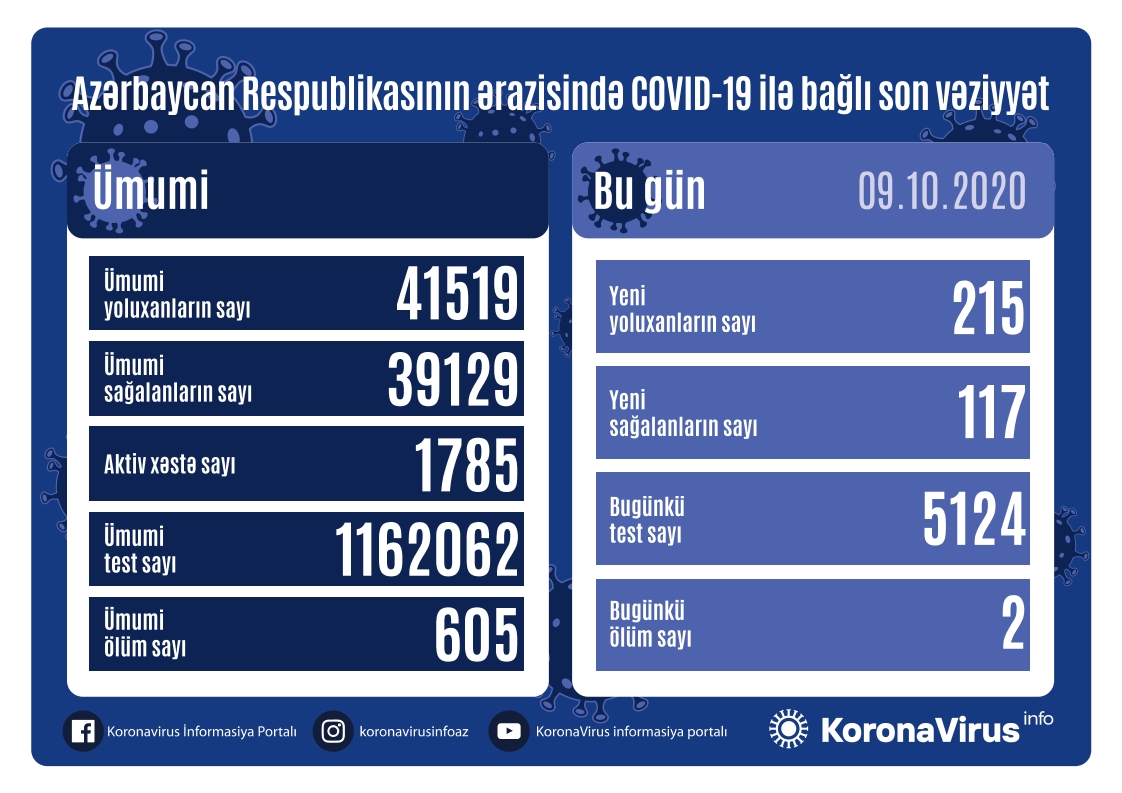 Azərbaycan Respublikasının ərazisində COVID-19 ilə bağlı son vəziyyət
Ümumi
Ümumi
yoluxanların sayı
41519
Ümumi
sağalanların sayı
39129
Aktiv xəstə sayı
1785
Ümumi
test sayı
1162062
Ümumi
ölüm sayı
605
Bu gün
09.10.2020
Yeni
yoluxanların sayı
215
Yeni
sağalanların sayı
117
Bugünkü
test sayı
5124
Bugünkü
ölüm sayı
2
Koronavirus İnformasiya Portalı
koronavirusinfoaz
KoronaVirus informasiya portalı
KoronaVirus info